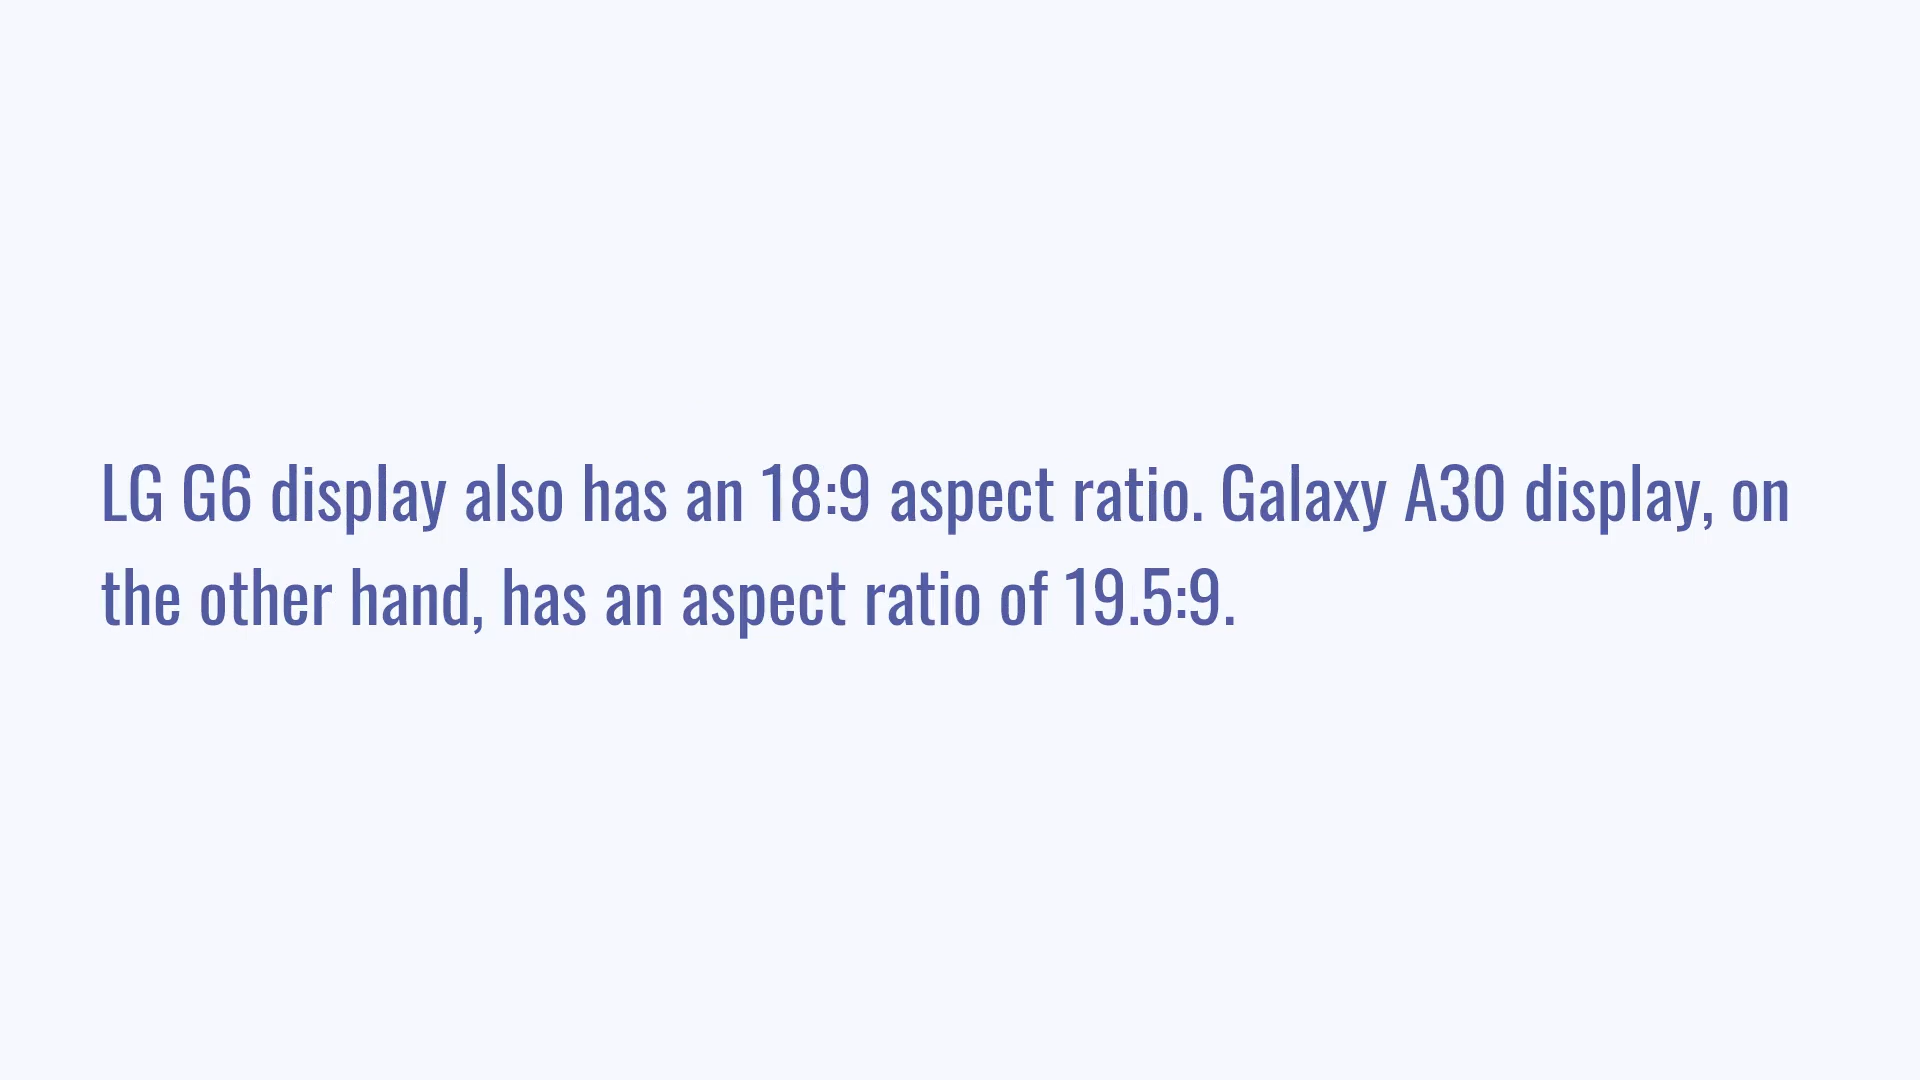 LG G6 display also has an 18:9 aspect ratio. Galaxy A30 display, on
the other hand, has an aspect ratio of 19.5:9.